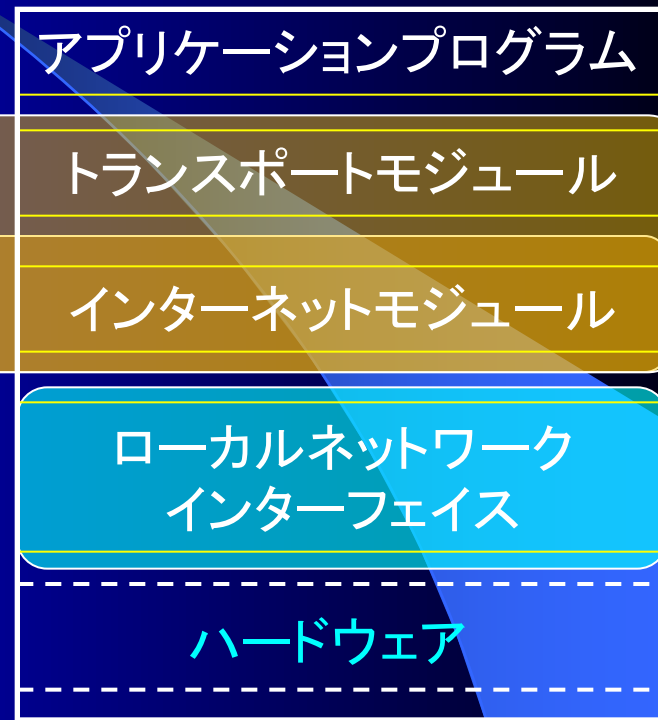 アプリケーションプログラム
トランスポートモジュール
インターネットモジュール
ローカルネットワーク
インターフェイス
ハードウェア